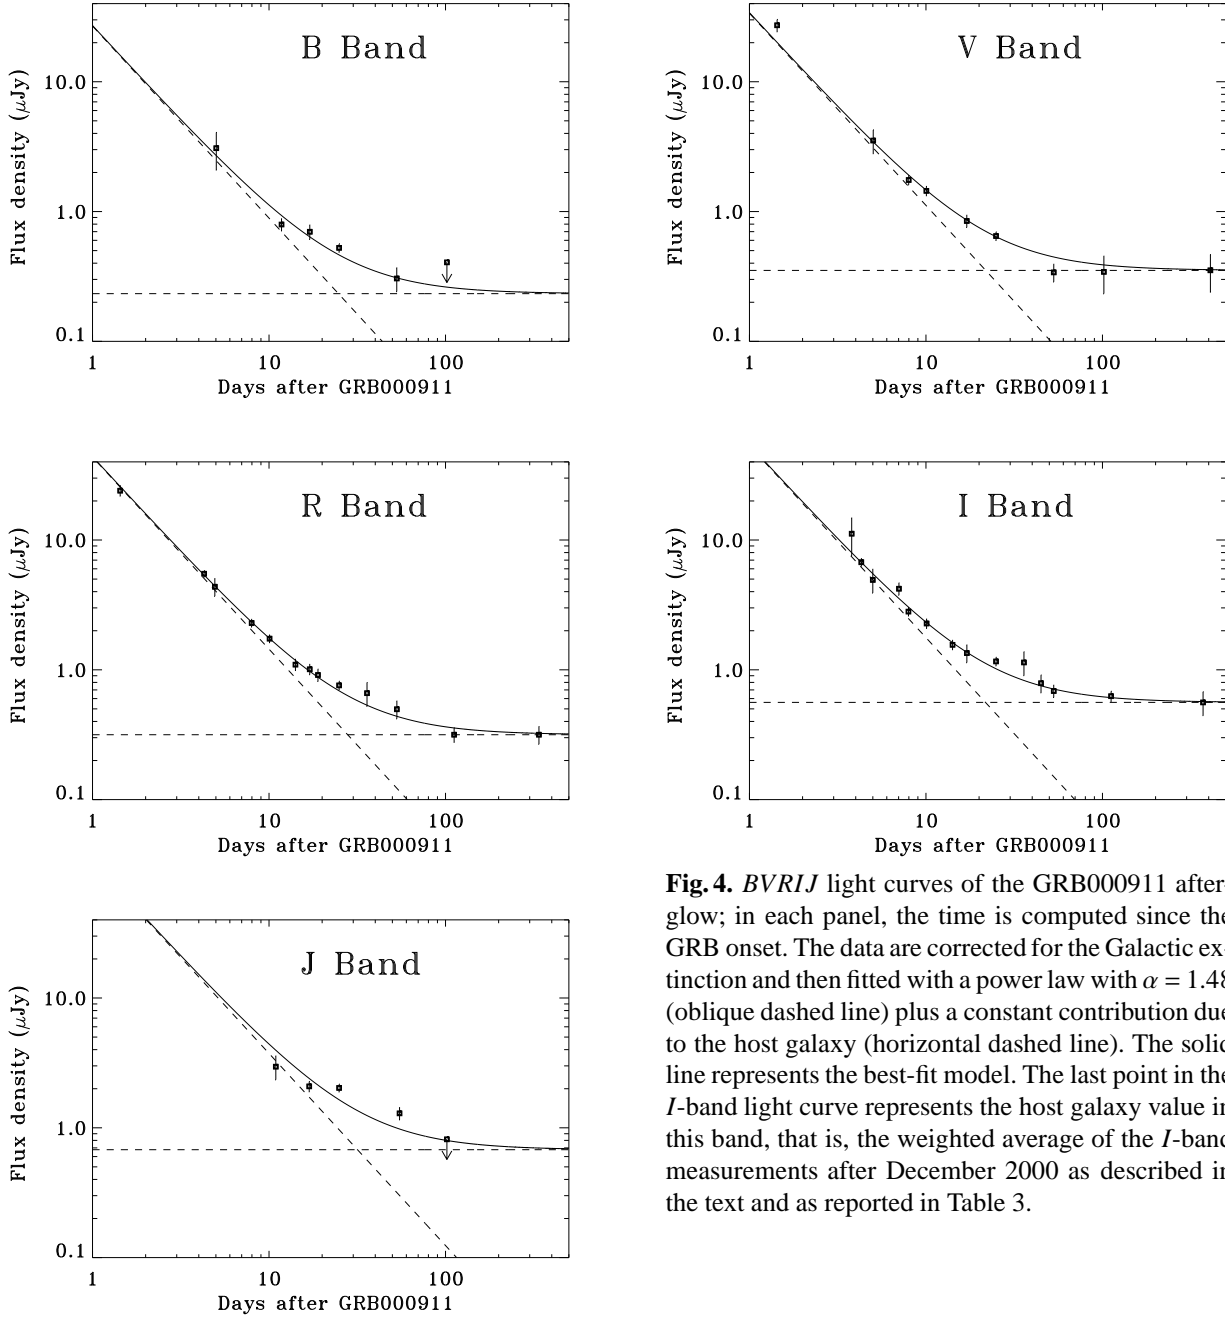 B Band
Flux density (μJy)
10.0
1.0
0.1
1 10 100
Days after GRB000911
V Band
Flux density (μJy)
10.0
1.0
0.1
1 10 100
Days after GRB000911
R Band
Flux density (μJy)
10.0
1.0
0.1
1 10 100
Days after GRB000911
I Band
Flux density (μJy)
10.0
1.0
0.1
1 10 100
Days after GRB000911
J Band
Flux density (μJy)
10.0
1.0
0.1
1 10 100
Days after GRB000911
Fig. 4. BVRIJ light curves of the GRB000911 after-
glow; in each panel, the time is computed since the
GRB onset. The data are corrected for the Galactic ex-
tinction and then fitted with a power law with α = 1.48
(oblique dashed line) plus a constant contribution due
to the host galaxy (horizontal dashed line). The solid
line represents the best-fit model. The last point in the
I-band light curve represents the host galaxy value in
this band, that is, the weighted average of the I-band
measurements after December 2000 as described in
the text and as reported in Table 3.